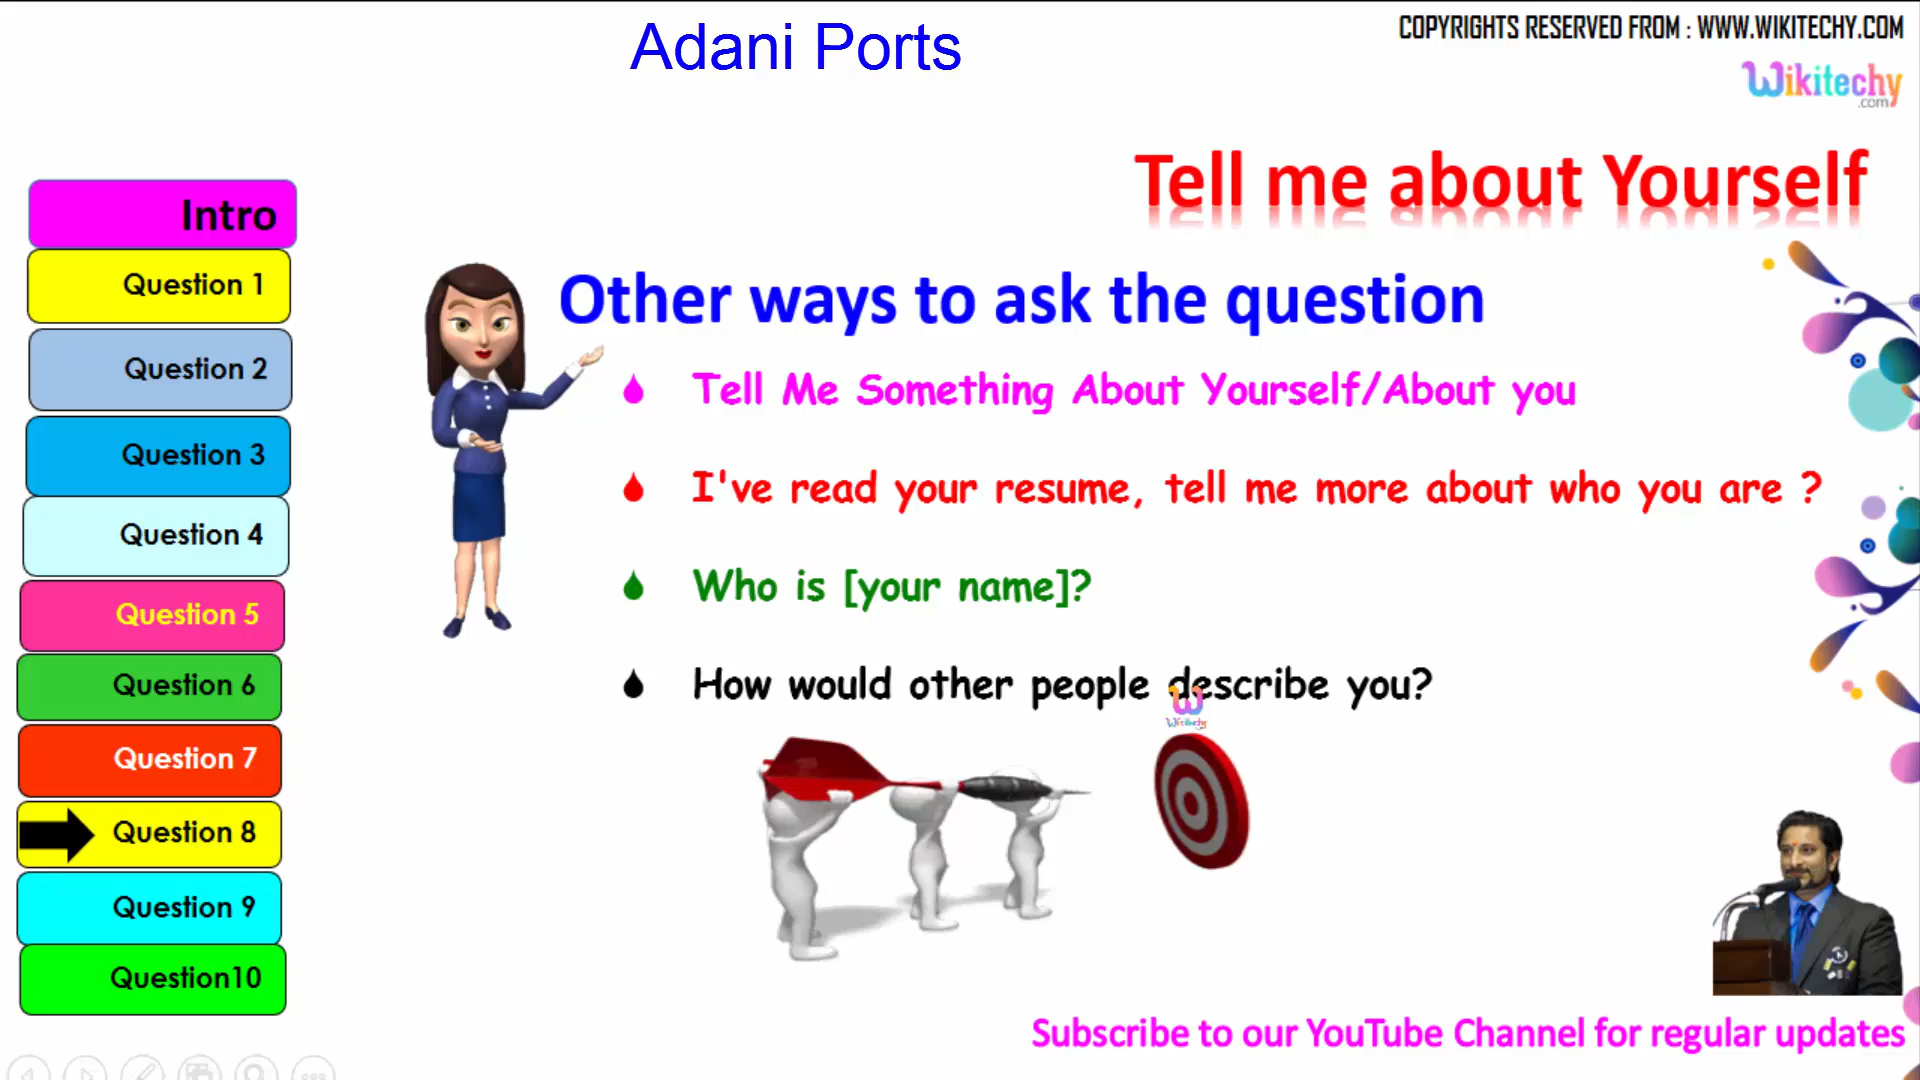 Adani Ports
COPYRIGHTS RESERVED FROM : WWW.WIKITECHY.COM
Wikitechy
.com
Tell me about Yourself
Intro
Question 1
Question 2
Question 3
Question 4
Question 5
Question 6
Question 7
Question 8
Question 9
Question10
Other ways to ask the question
Tell Me Something About Yourself/About you
I've read your resume, tell me more about who you are ?
Who is [your name]?
How would other people describe you?
W
Wikitechy
Subscribe to our YouTube Channel for regular updates